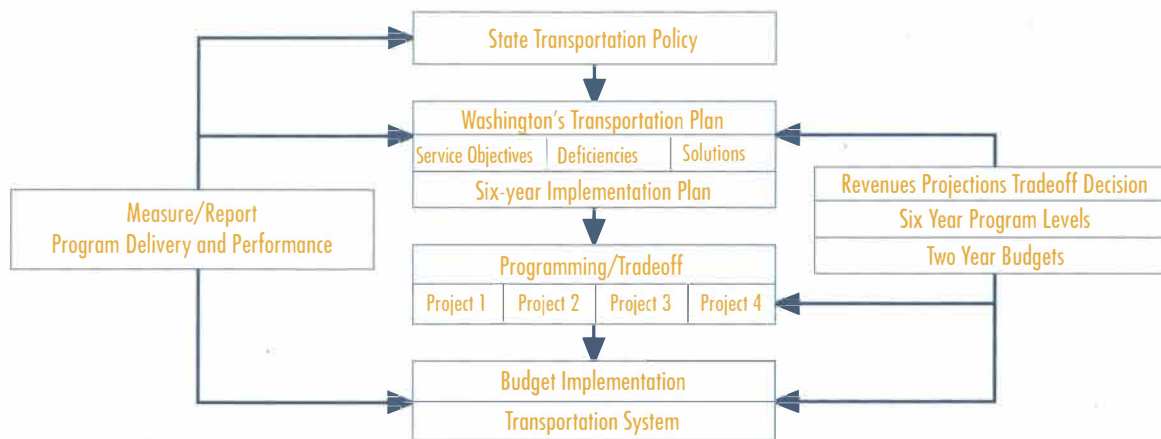 State Transportation Policy
Washington's Transportation Plan
Service Objectives
Deficiencies
Solutions
Six-year Implementation Plan
Measure/Report
Program Delivery and Performance
Revenues Projections Tradeoff Decision
Six Year Program Levels
Two Year Budgets
Programming/Tradeoff
Project 1
Project 2
Project 3
Project 4
Budget Implementation
Transportation System